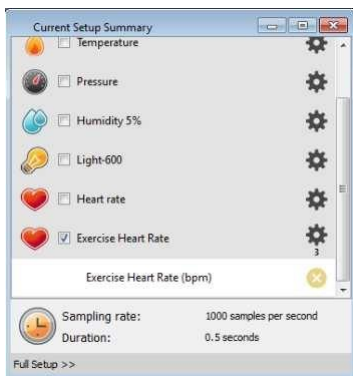 Current Setup Summary
Temperature
Pressure
Humidity 5%
Light-600
Heart rate
Exercise Heart Rate
3
Exercise Heart Rate (bpm)
Sampling rate: 1000 samples per second
Duration: 0.5 seconds
Full Setup >>